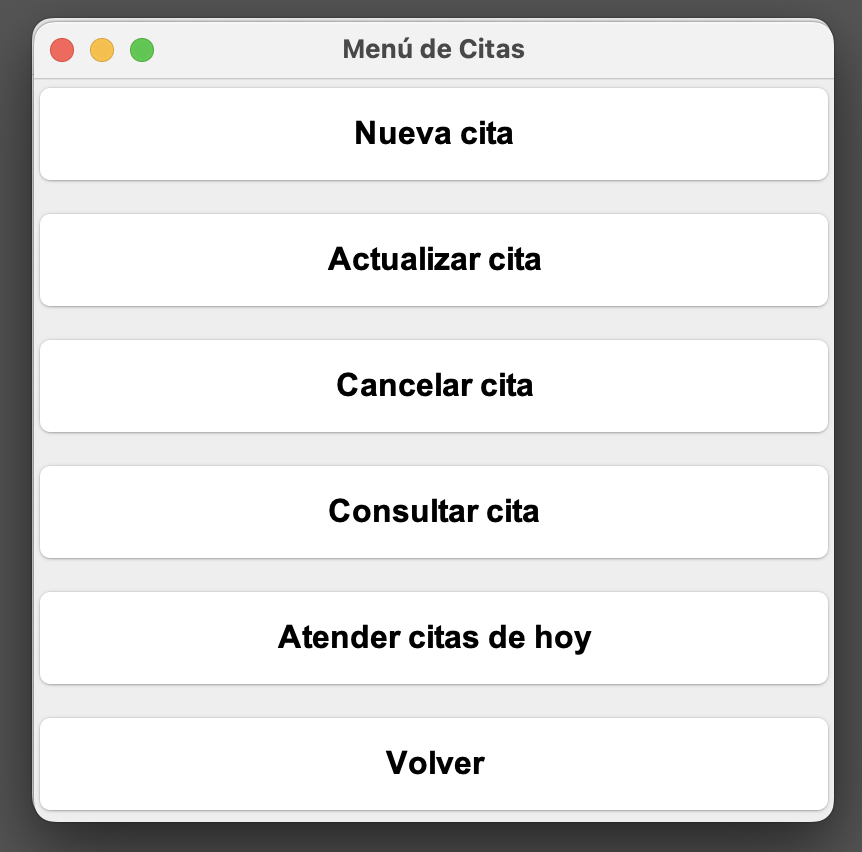 Menú de Citas
Nueva cita
Actualizar cita
Cancelar cita
Consultar cita
Atender citas de hoy
Volver